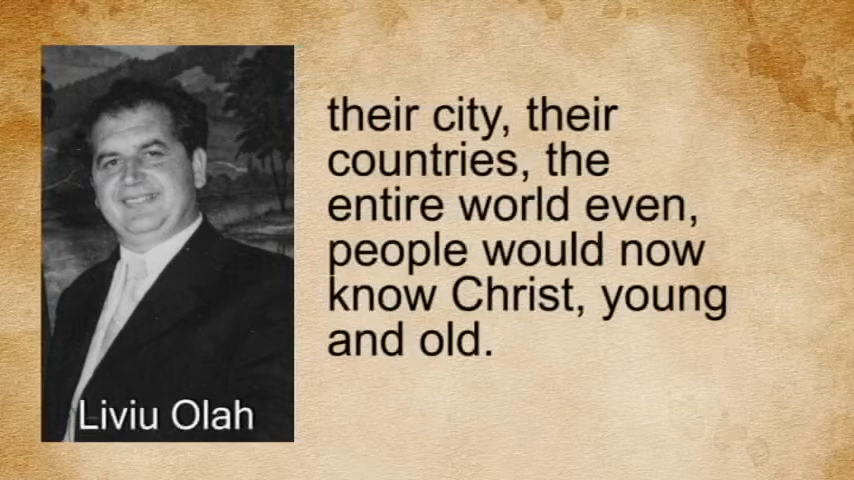 their city, their
countries, the
entire world even,
people would now
know Christ, young
and old.
Liviu Olah